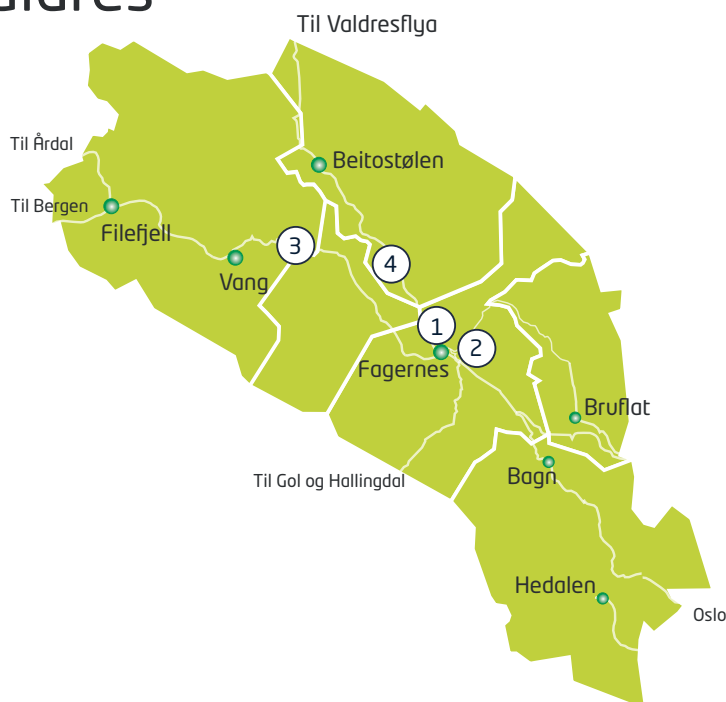 Til Valdresflya
Til Årdal
Beitostølen
Til Bergen
Filefjell
3
4
Vang
1
2
Fagernes
Bruflat
Til Gol og Hallingdal
Bagn
Hedalen
Oslo